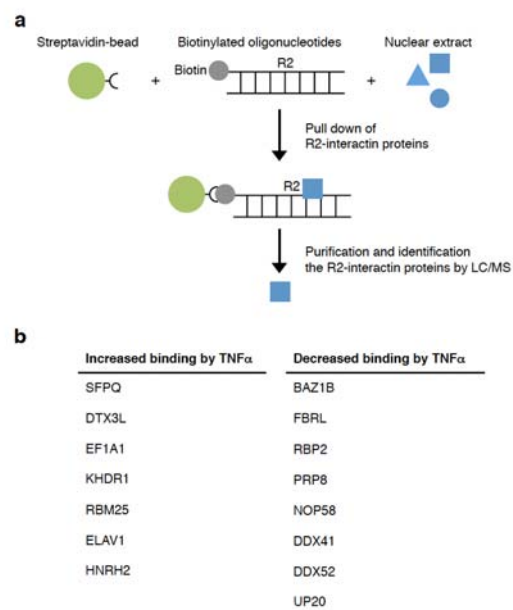 a
Streptavidin-bead Biotinylated oligonucleotides Nuclear extract
Biotin R2
+ +
Pull down of
R2-interactin proteins
R2
Purification and identification
the R2-interactin proteins by LC/MS
b
Increased binding by TNFα Decreased binding by TNFα
SFPQ BAZ1B
DTX3L FBRL
EF1A1 RBP2
KHDR1 PRP8
RBM25 NOP58
ELAV1 DDX41
HNRH2 DDX52
UP20